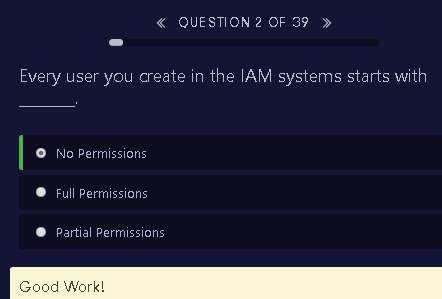 « QUESTION 2 OF 39 »
Every user you create in the IAM systems starts with
______.
No Permissions
Full Permissions
Partial Permissions
Good Work!